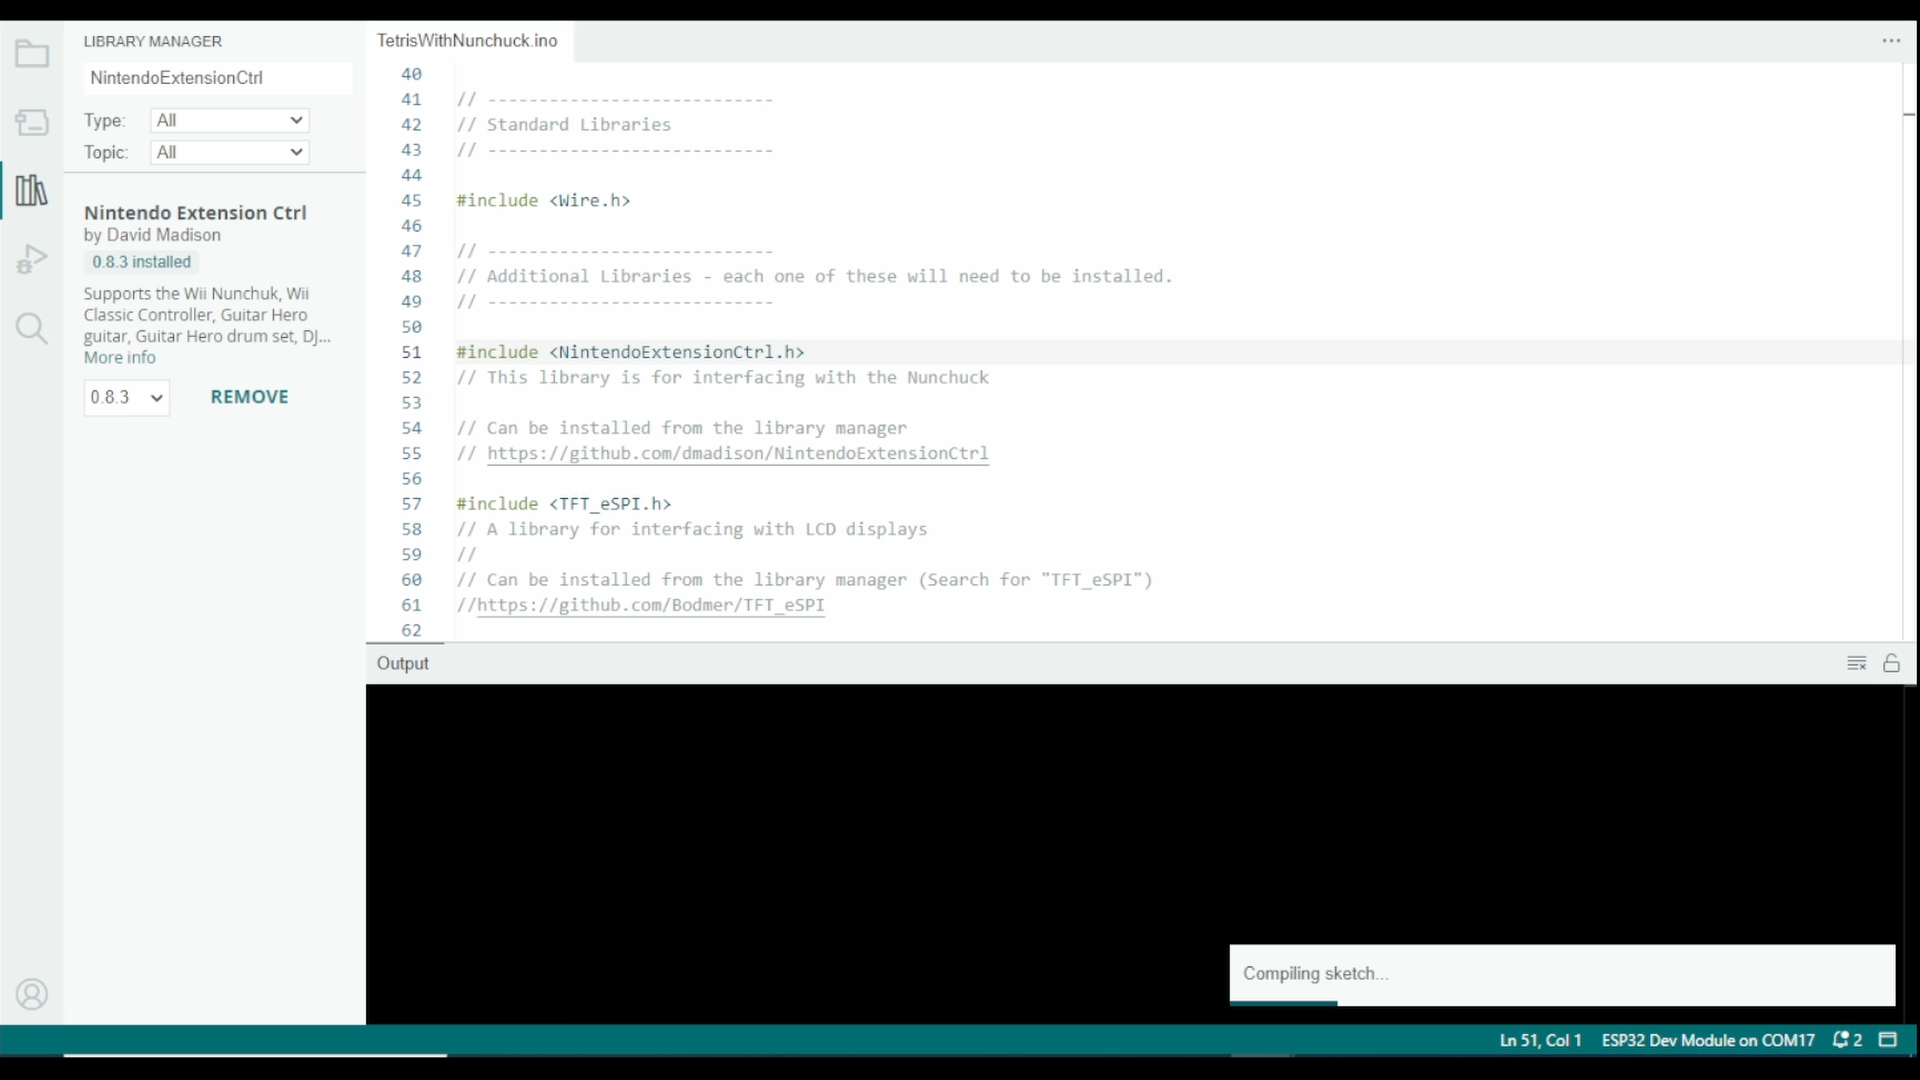 LIBRARY MANAGER
NintendoExtensionCtrl
Type: All
Topic: All
Nintendo Extension Ctrl
by David Madison
0.8.3 installed
Supports the Wii Nunchuk, Wii
Classic Controller, Guitar Hero
guitar, Guitar Hero drum set, DJ...
More info
0.8.3 REMOVE
TetrisWithNunchuck.ino
40
41 // ----------------------------
42 // Standard Libraries
43 // ----------------------------
44
45 #include <Wire.h>
46
47 // ----------------------------
48 // Additional Libraries - each one of these will need to be installed.
49 // ----------------------------
50
51 #include <NintendoExtensionCtrl.h>
52 // This library is for interfacing with the Nunchuck
53
54 // Can be installed from the library manager
55 // https://github.com/dmadison/NintendoExtensionCtrl
56
57 #include <TFT_eSPI.h>
58 // A library for interfacing with LCD displays
59 //
60 // Can be installed from the library manager (Search for "TFT_eSPI")
61 //https://github.com/Bodmer/TFT_eSPI
62
Output
Compiling sketch...
Ln 51, Col 1 ESP32 Dev Module on COM17 2